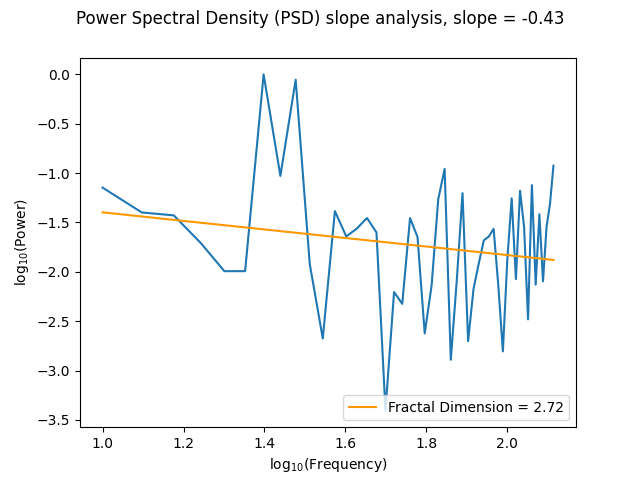 Power Spectral Density (PSD) slope analysis, slope = -0.43
0.0
−0.5
−1.0
−1.5
−2.0
−2.5
−3.0
−3.5
log₁₀(Power)
Fractal Dimension = 2.72
1.0 1.2 1.4 1.6 1.8 2.0
log₁₀(Frequency)